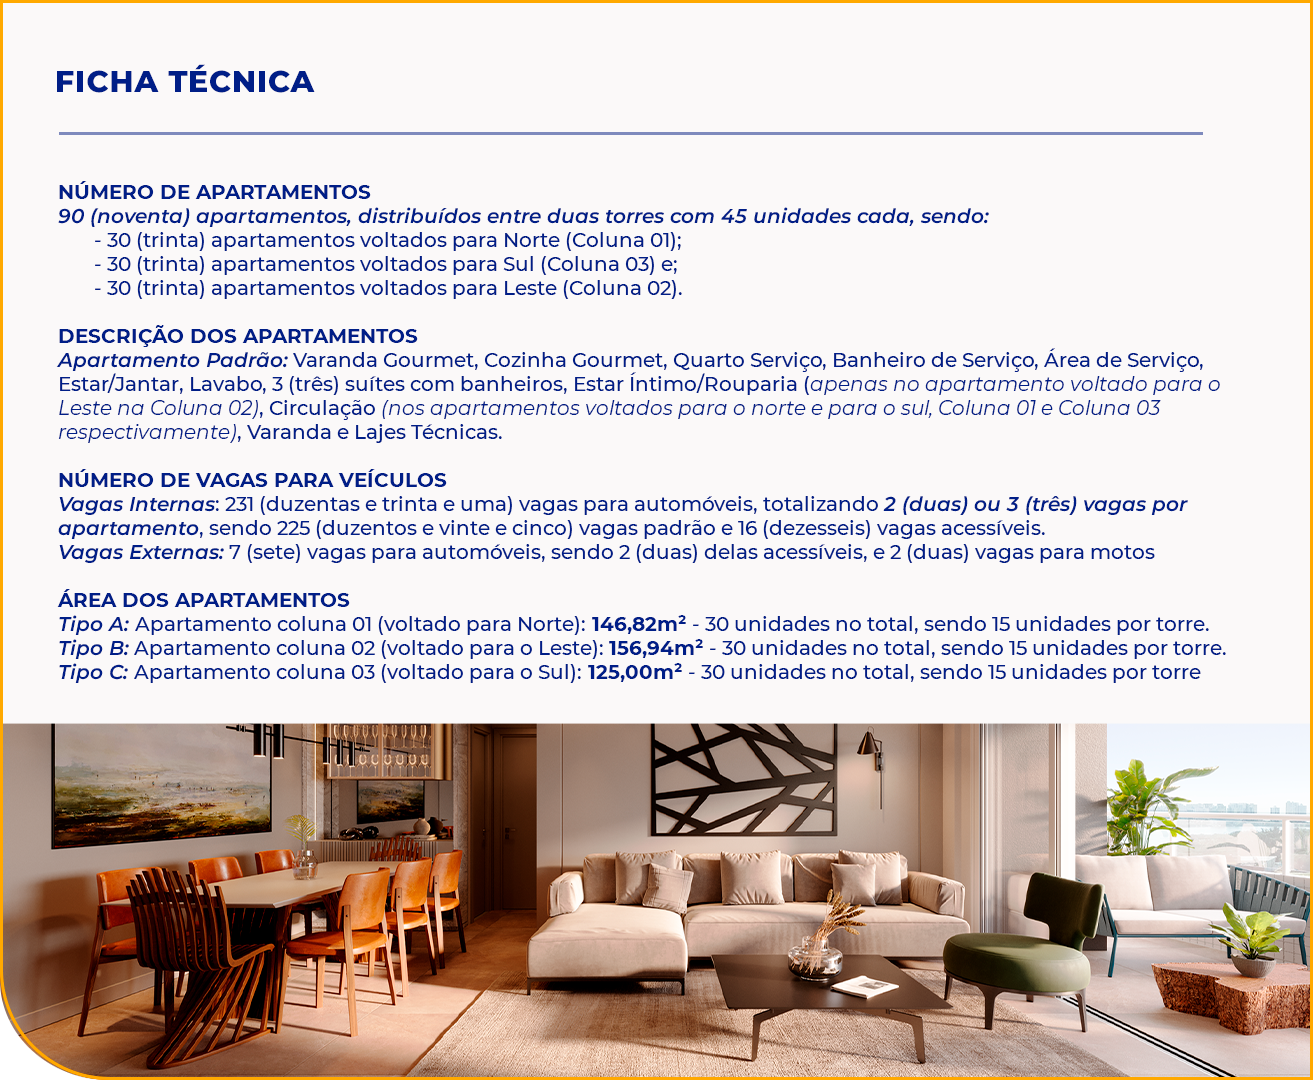 FICHA TÉCNICA
NÚMERO DE APARTAMENTOS
90 (noventa) apartamentos, distribuídos entre duas torres com 45 unidades cada, sendo:
- 30 (trinta) apartamentos voltados para Norte (Coluna 01);
- 30 (trinta) apartamentos voltados para Sul (Coluna 03) e;
- 30 (trinta) apartamentos voltados para Leste (Coluna 02).
DESCRIÇÃO DOS APARTAMENTOS
Apartamento Padrão: Varanda Gourmet, Cozinha Gourmet, Quarto Serviço, Banheiro de Serviço, Área de Serviço,
Estar/Jantar, Lavabo, 3 (três) suítes com banheiros, Estar Íntimo/Rouparia (apenas no apartamento voltado para o
Leste na Coluna 02), Circulação (nos apartamentos voltados para o norte e para o sul, Coluna 01 e Coluna 03
respectivamente), Varanda e Lajes Técnicas.
NÚMERO DE VAGAS PARA VEÍCULOS
Vagas Internas: 231 (duzentas e trinta e uma) vagas para automóveis, totalizando 2 (duas) ou 3 (três) vagas por
apartamento, sendo 225 (duzentos e vinte e cinco) vagas padrão e 16 (dezesseis) vagas acessíveis.
Vagas Externas: 7 (sete) vagas para automóveis, sendo 2 (duas) delas acessíveis, e 2 (duas) vagas para motos
ÁREA DOS APARTAMENTOS
Tipo A: Apartamento coluna 01 (voltado para Norte): 146,82m² - 30 unidades no total, sendo 15 unidades por torre.
Tipo B: Apartamento coluna 02 (voltado para o Leste): 156,94m² - 30 unidades no total, sendo 15 unidades por torre.
Tipo C: Apartamento coluna 03 (voltado para o Sul): 125,00m² - 30 unidades no total, sendo 15 unidades por torre